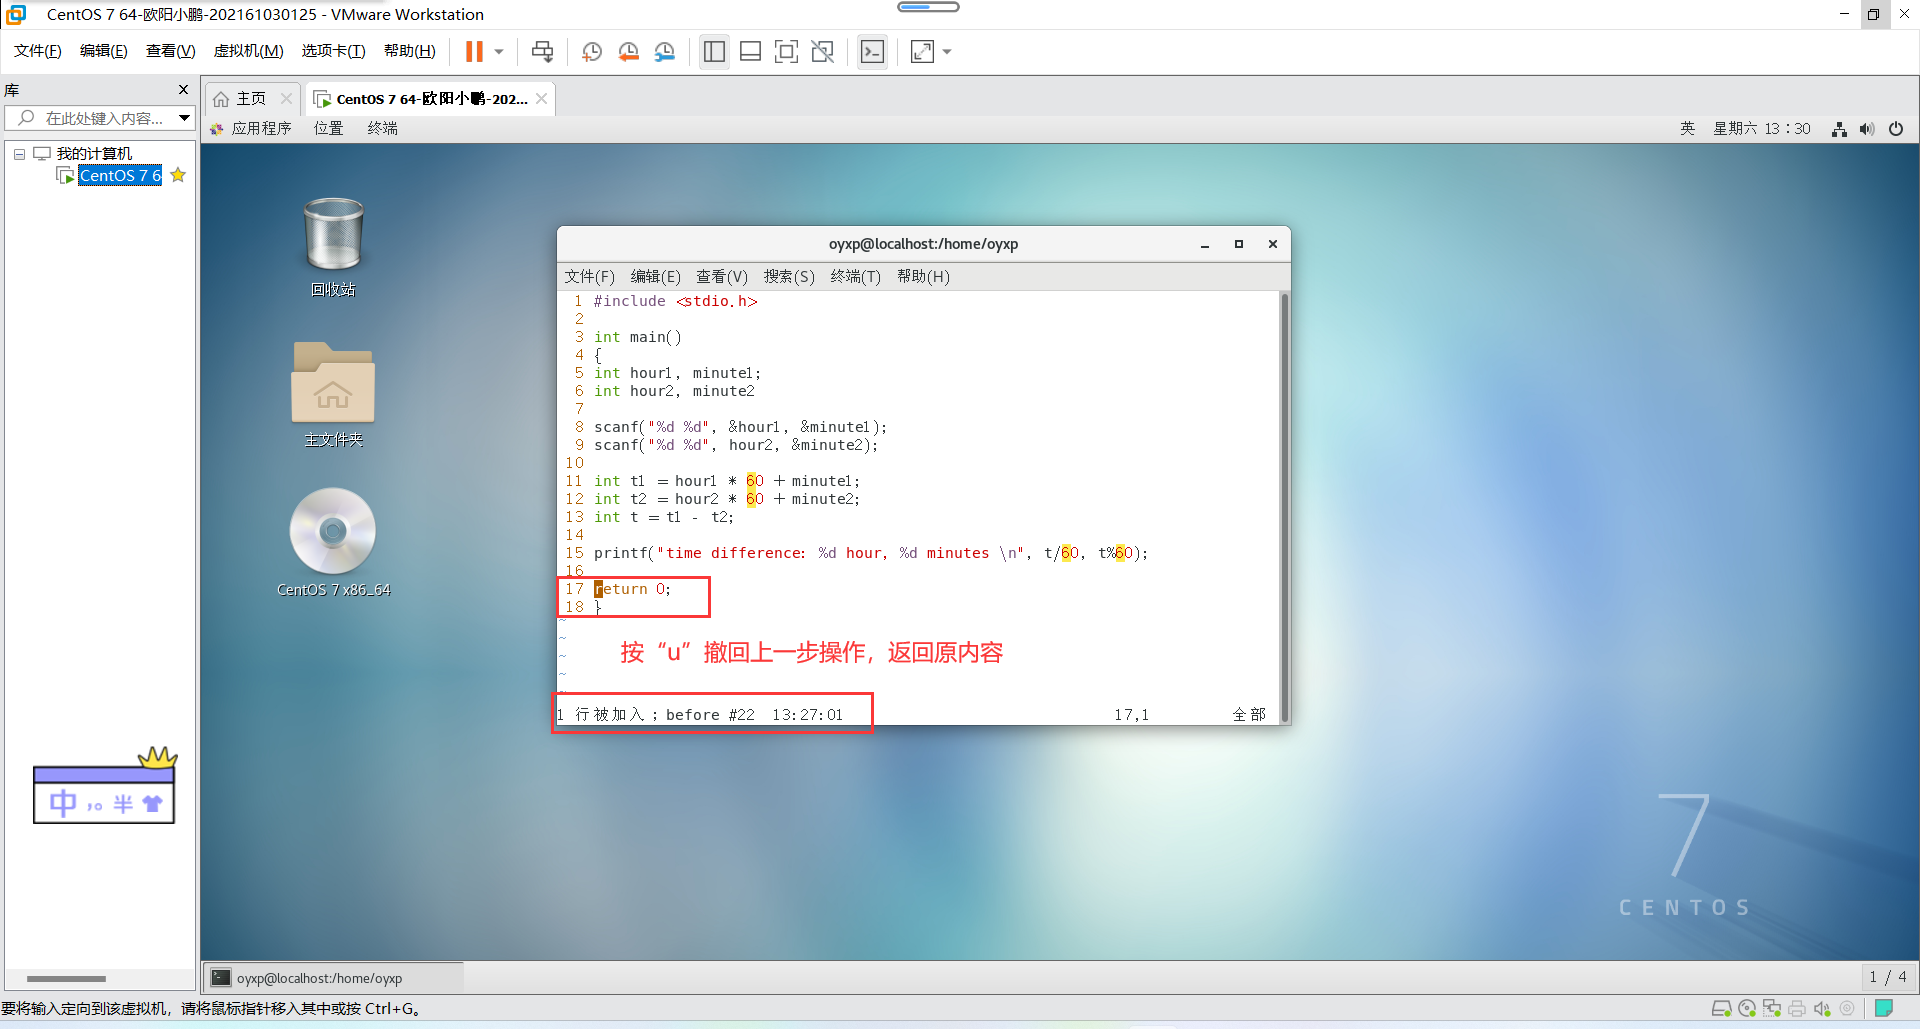 CentOS 7 64-欧阳小鹏-202161030125 - VMware Workstation
文件(F) 编辑(E) 查看(V) 虚拟机(M) 选项卡(T) 帮助(H)
库
在此处键入内容...
我的计算机
CentOS 7 6
主页
CentOS 7 64-欧阳小鹏-202...
应用程序 位置 终端
英 星期六 13:30
回收站
主文件夹
CentOS 7 x86_64
oyxp@localhost:/home/oyxp
文件(F) 编辑(E) 查看(V) 搜索(S) 终端(T) 帮助(H)
1 #include <stdio.h>
2
3 int main()
4 {
5 int hour1, minute1;
6 int hour2, minute2
7
8 scanf("%d %d", &hour1, &minute1);
9 scanf("%d %d", hour2, &minute2);
10
11 int t1 = hour1 * 60 + minute1;
12 int t2 = hour2 * 60 + minute2;
13 int t = t1 - t2;
14
15 printf("time difference: %d hour, %d minutes \n", t/60, t%60);
16
17 return 0;
18 }
~
~
~
~
~
按“u”撤回上一步操作，返回原内容
1 行被加入；before #22  13:27:01 17,1 全部
中 ，。 半
7
CENTOS
oyxp@localhost:/home/oyxp
1 / 4
要将输入定向到该虚拟机，请将鼠标指针移入其中或按 Ctrl+G。